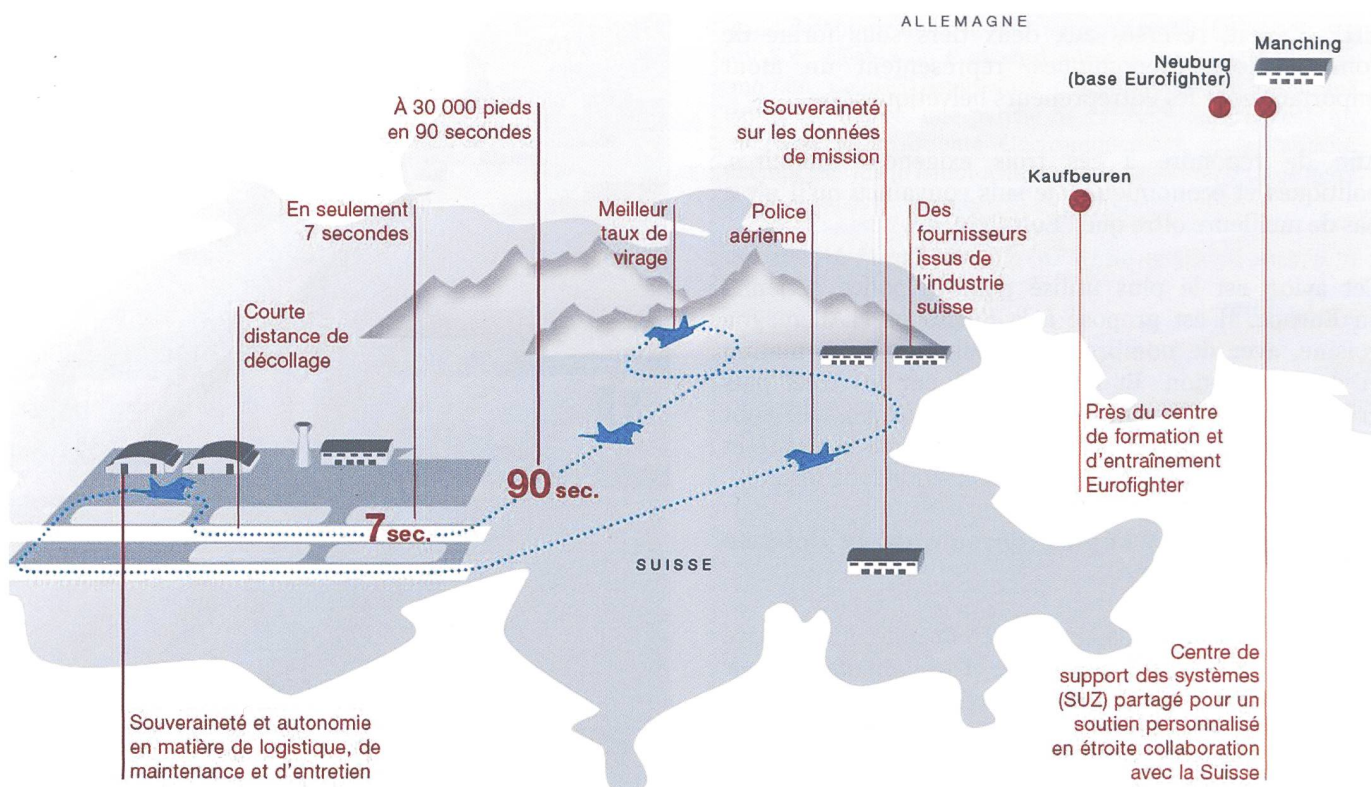 ALLEMAGNE
Manching
Neuburg
(base Eurofighter)
À 30 000 pieds
en 90 secondes
Souveraineté
sur les données
de mission
Kaufbeuren
En seulement
7 secondes
Meilleur
taux de
virage
Police
aérienne
Des
fournisseurs
issus de
l'industrie
suisse
Courte
distance de
décollage
Près du centre
de formation et
d'entraînement
Eurofighter
90 sec.
7 sec.
SUISSE
Centre de
support des systèmes
(SUZ) partagé pour un
soutien personnalisé
en étroite collaboration
avec la Suisse
Souveraineté et autonomie
en matière de logistique, de
maintenance et d'entretien